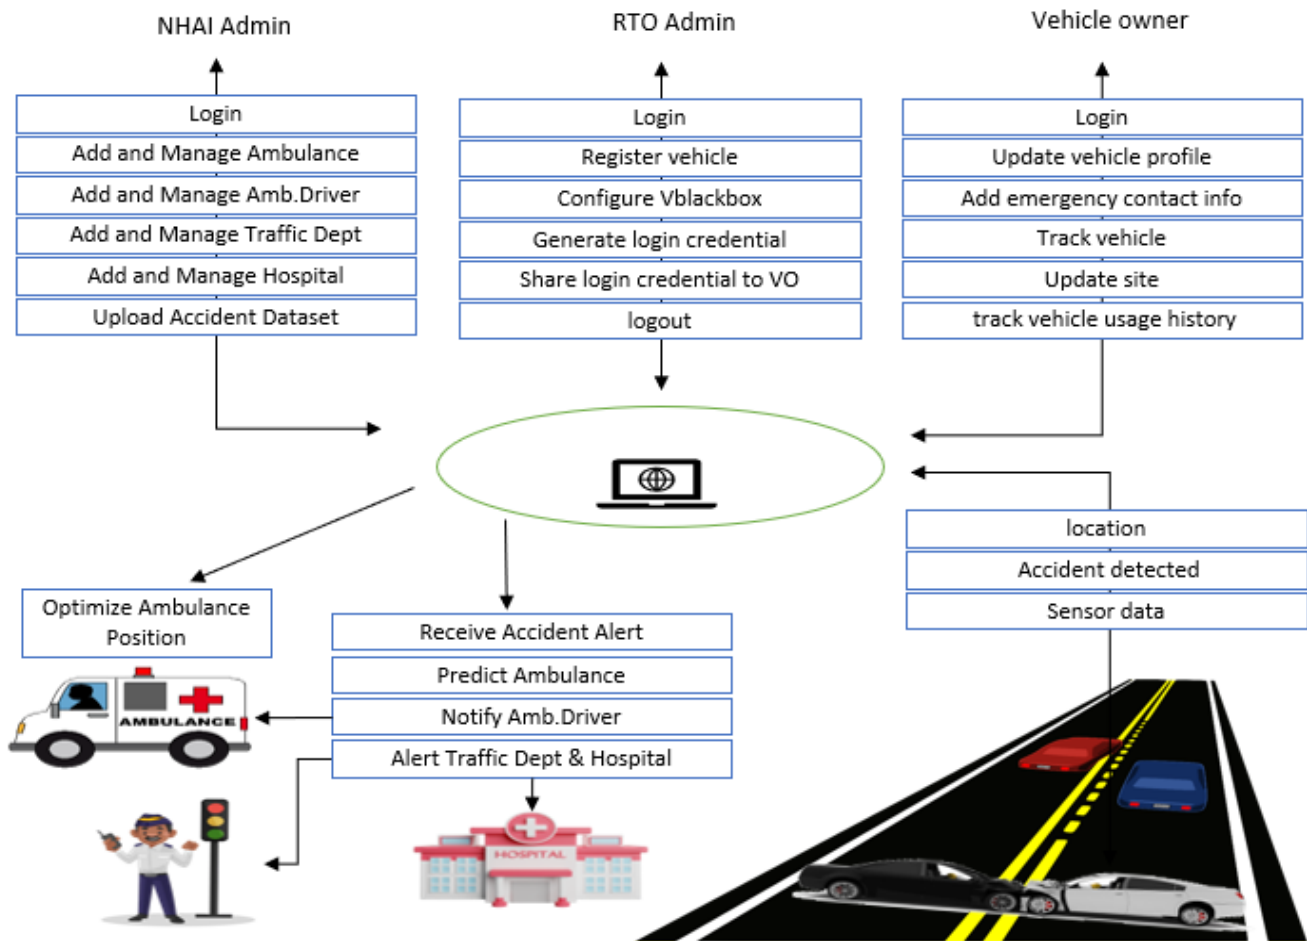 NHAI Admin
RTO Admin
Vehicle owner
Login
Add and Manage Ambulance
Add and Manage Amb.Driver
Add and Manage Traffic Dept
Add and Manage Hospital
Upload Accident Dataset
Login
Register vehicle
Configure Vblackbox
Generate login credential
Share login credential to VO
logout
Login
Update vehicle profile
Add emergency contact info
Track vehicle
Update site
track vehicle usage history
location
Accident detected
Sensor data
Optimize Ambulance
Position
Receive Accident Alert
Predict Ambulance
Notify Amb.Driver
Alert Traffic Dept & Hospital
AMBULANCE
HOSPITAL